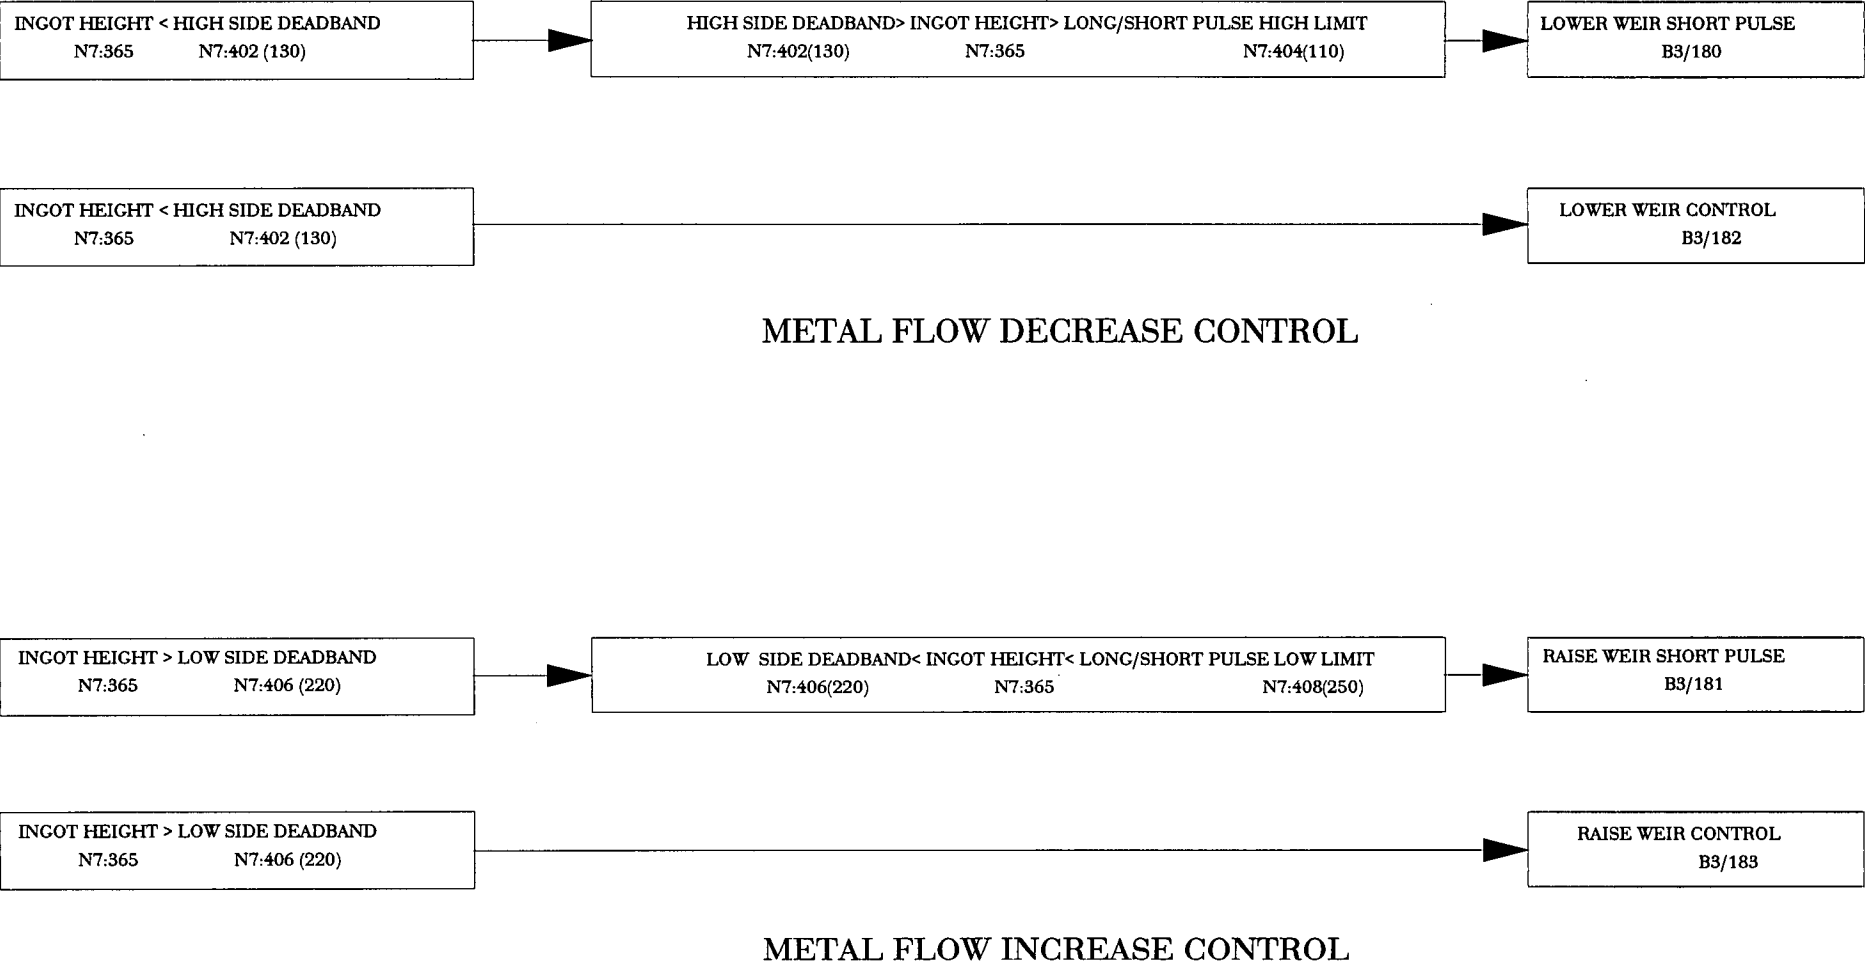 INGOT HEIGHT < HIGH SIDE DEADBAND
N7:365 N7:402 (130)
HIGH SIDE DEADBAND> INGOT HEIGHT> LONG/SHORT PULSE HIGH LIMIT
N7:402(130) N7:365 N7:404(110)
LOWER WEIR SHORT PULSE
B3/180
INGOT HEIGHT < HIGH SIDE DEADBAND
N7:365 N7:402 (130)
LOWER WEIR CONTROL
B3/182
METAL FLOW DECREASE CONTROL
INGOT HEIGHT > LOW SIDE DEADBAND
N7:365 N7:406 (220)
LOW SIDE DEADBAND< INGOT HEIGHT< LONG/SHORT PULSE LOW LIMIT
N7:406(220) N7:365 N7:408(250)
RAISE WEIR SHORT PULSE
B3/181
INGOT HEIGHT > LOW SIDE DEADBAND
N7:365 N7:406 (220)
RAISE WEIR CONTROL
B3/183
METAL FLOW INCREASE CONTROL